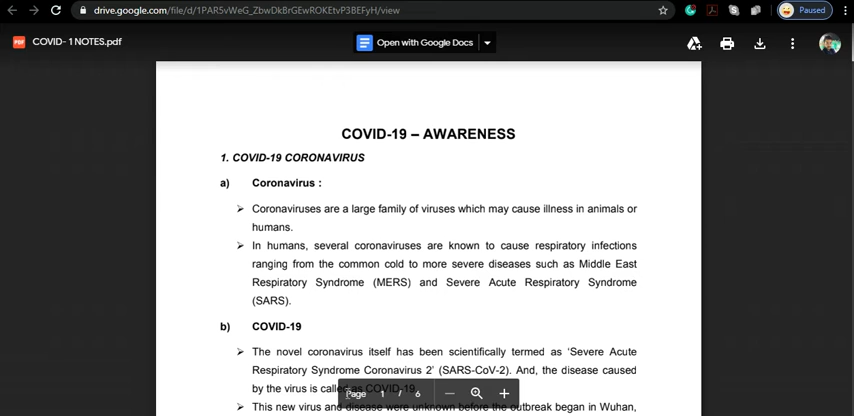 drive.google.com/file/d/1PAR5vWeG_ZbwDkBrGEwROKEtvP3BEFyH/view
Paused
PDF
COVID- 1 NOTES.pdf
Open with Google Docs
COVID-19 – AWARENESS
1. COVID-19 CORONAVIRUS
a) Coronavirus :
➢ Coronaviruses are a large family of viruses which may cause illness in animals or
humans.
➢ In humans, several coronaviruses are known to cause respiratory infections
ranging from the common cold to more severe diseases such as Middle East
Respiratory Syndrome (MERS) and Severe Acute Respiratory Syndrome
(SARS).
b) COVID-19
➢ The novel coronavirus itself has been scientifically termed as ‘Severe Acute
Respiratory Syndrome Coronavirus 2’ (SARS-CoV-2). And, the disease caused
by the virus is called as COVID-19.
Page 1 / 6
➢ This new virus and disease were unknown before the outbreak began in Wuhan,